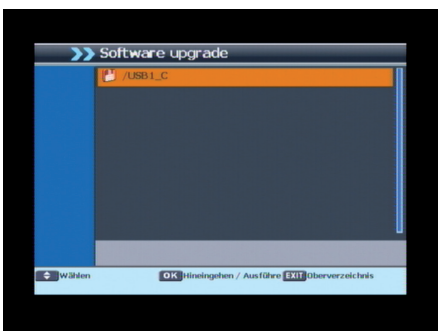 Software upgrade
/USB1_C
Wählen OK Hineingehen / Ausführe EXIT Oberverzeichnis